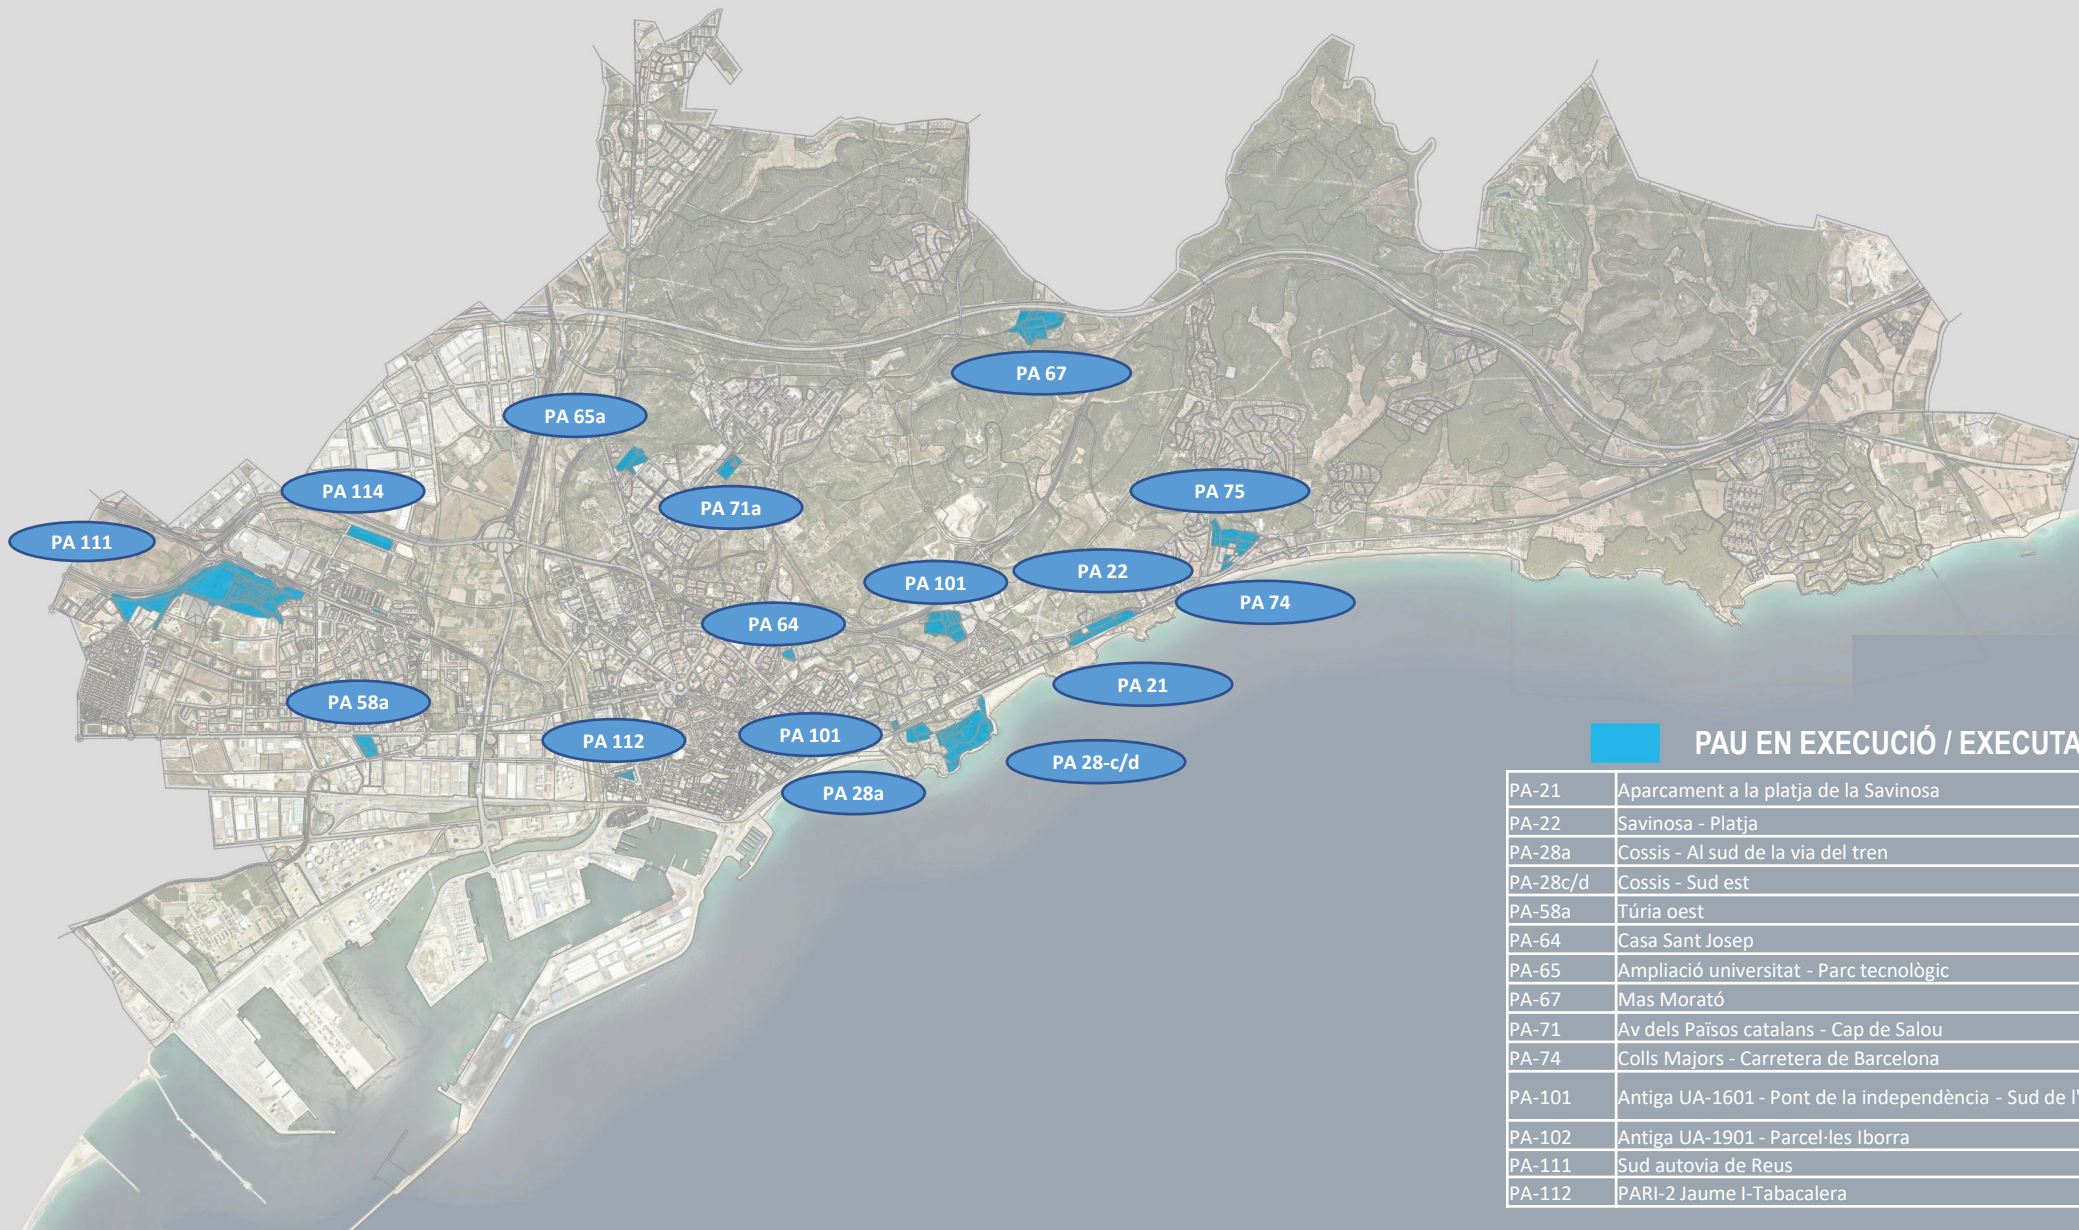 PA 67
PA 65a
PA 114
PA 75
PA 71a
PA 111
PA 22
PA 101
PA 74
PA 64
PA 21
PA 58a
PA 101
PA 112
PA 28-c/d
PA 28a
PAU EN EXECUCIÓ / EXECUTA
PA-21 Aparcament a la platja de la Savinosa
PA-22 Savinosa - Platja
PA-28a Cossis - Al sud de la via del tren
PA-28c/d Cossis - Sud est
PA-58a Túria oest
PA-64 Casa Sant Josep
PA-65 Ampliació universitat - Parc tecnològic
PA-67 Mas Morató
PA-71 Av dels Països catalans - Cap de Salou
PA-74 Colls Majors - Carretera de Barcelona
PA-101 Antiga UA-1601 - Pont de la independència - Sud de l'
PA-102 Antiga UA-1901 - Parcel·les Iborra
PA-111 Sud autovia de Reus
PA-112 PARI-2 Jaume I-Tabacalera